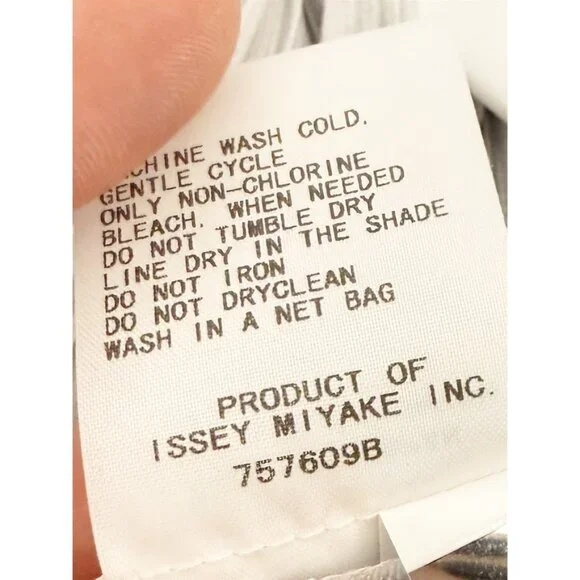 MACHINE WASH COLD.
GENTLE CYCLE
ONLY NON-CHLORINE
BLEACH. WHEN NEEDED
DO NOT TUMBLE DRY
LINE DRY IN THE SHADE
DO NOT IRON
DO NOT DRYCLEAN
WASH IN A NET BAG
PRODUCT OF
ISSEY MIYAKE INC.
757609B